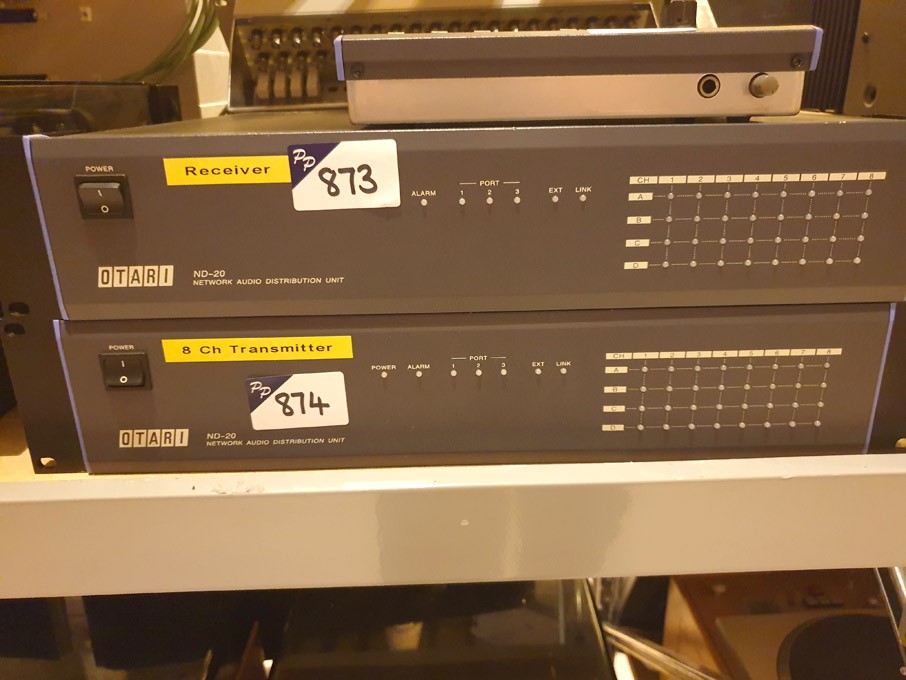 POWER
Receiver
PP
873
ALARM
PORT
1 2 3
EXT
LINK
CH 1 2 3 4 5 6 7 8
A
B
C
D
I
O
OTARI
ND-20
NETWORK AUDIO DISTRIBUTION UNIT
POWER
8 Ch Transmitter
PP
874
POWER
ALARM
PORT
1 2 3
EXT
LINK
CH 1 2 3 4 5 6 7 8
A
B
C
D
I
O
OTARI
ND-20
NETWORK AUDIO DISTRIBUTION UNIT